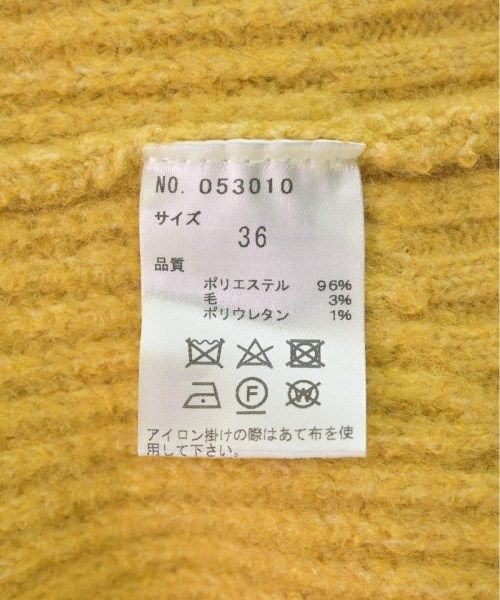 NO. 053010
サイズ
36
品質
ポリエステル 96%
毛 3%
ポリウレタン 1%
F W
アイロン掛けの際はあて布を使
用して下さい。